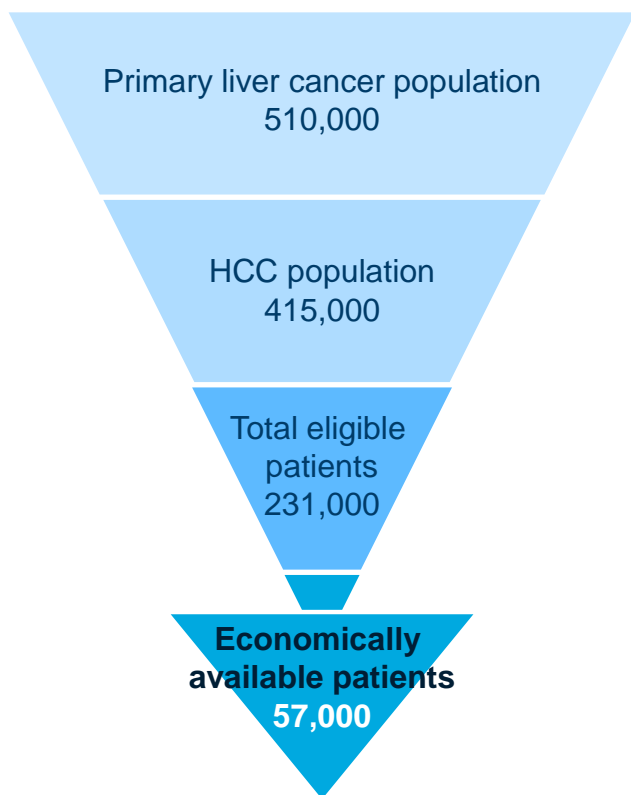 Primary liver cancer population
510,000
HCC population
415,000
Total eligible
patients
231,000
Economically
available patients
57,000